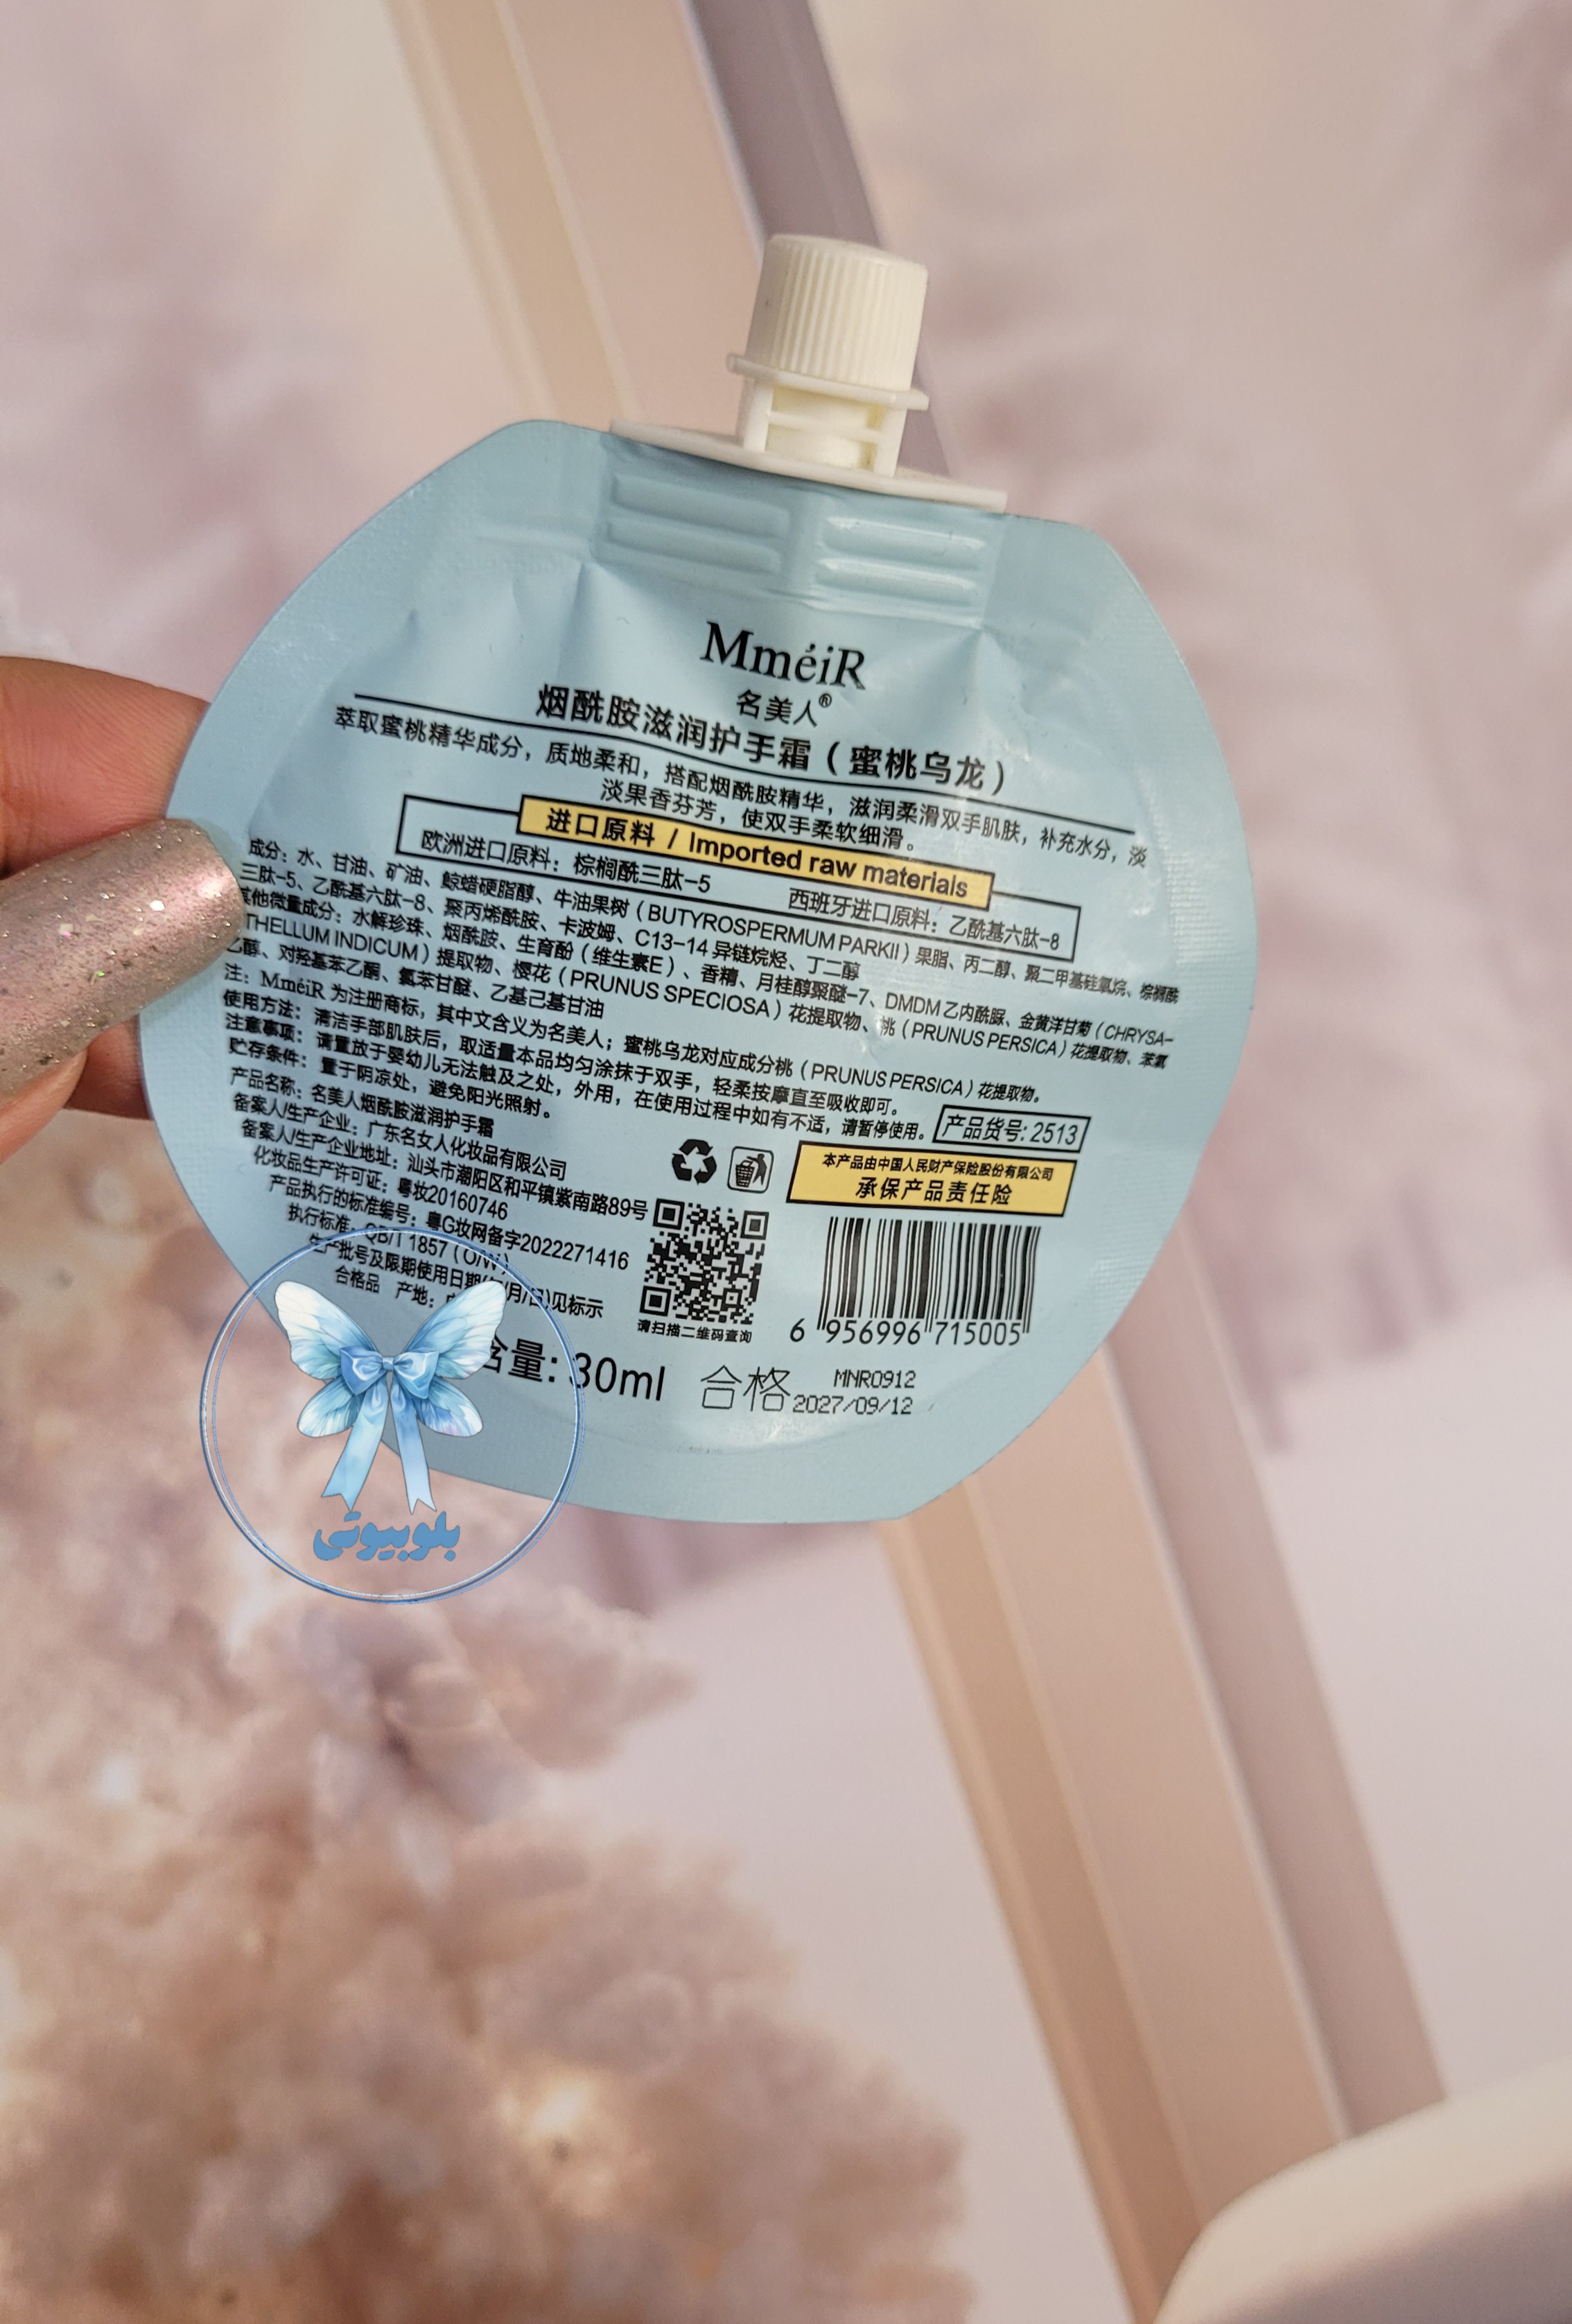 MméiR
名美人®
烟酰胺滋润护手霜（蜜桃乌龙）
萃取蜜桃精华成分，质地柔和，搭配烟酰胺精华，滋润柔滑双手肌肤，补充水分，淡
淡果香芬芳，使双手柔软细滑。
进口原料 / Imported raw materials
欧洲进口原料：棕榈酰三肽-5 西班牙进口原料：乙酰基六肽-8
成分：水、甘油、矿油、鲸蜡硬脂醇、牛油果树（BUTYROSPERMUM PARKII）果脂、丙二醇、聚二甲基硅氧烷、棕榈酰
三肽-5、乙酰基六肽-8、聚丙烯酰胺、卡波姆、C13-14 异链烷烃、丁二醇
其他微量成分：水解珍珠、烟酰胺、生育酚（维生素E）、香精、月桂醇聚醚-7、DMDM 乙内酰脲、金黄洋甘菊（CHRYSA-
THELLUM INDICUM）提取物、樱花（PRUNUS SPECIOSA）花提取物、桃（PRUNUS PERSICA）花提取物、苯氧
乙醇、对羟基苯乙酮、氯苯甘醚、乙基己基甘油
注：MméiR 为注册商标，其中文含义为名美人；蜜桃乌龙对应成分桃（PRUNUS PERSICA）花提取物。
使用方法：清洁手部肌肤后，取适量本品均匀涂抹于双手，轻柔按摩直至吸收即可。
注意事项：请置放于婴幼儿无法触及之处，外用，在使用过程中如有不适，请暂停使用。
贮存条件：置于阴凉处，避免阳光照射。
产品货号: 2513
产品名称：名美人烟酰胺滋润护手霜
备案人/生产企业：广东名女人化妆品有限公司
备案人/生产企业地址：汕头市潮阳区和平镇紫南路89号
化妆品生产许可证：粤妆20160746
产品执行的标准编号：粤G妆网备字2022271416
执行标准：QB/T 1857（O/W）
生产批号及限期使用日期(年/月/日)见标示
合格品 产地：
本产品由中国人民财产保险股份有限公司
承保产品责任险
请扫描二维码查询
6 956996 715005
含量: 30ml
合格
MNR0912
2027/09/12
بلوبيوتي